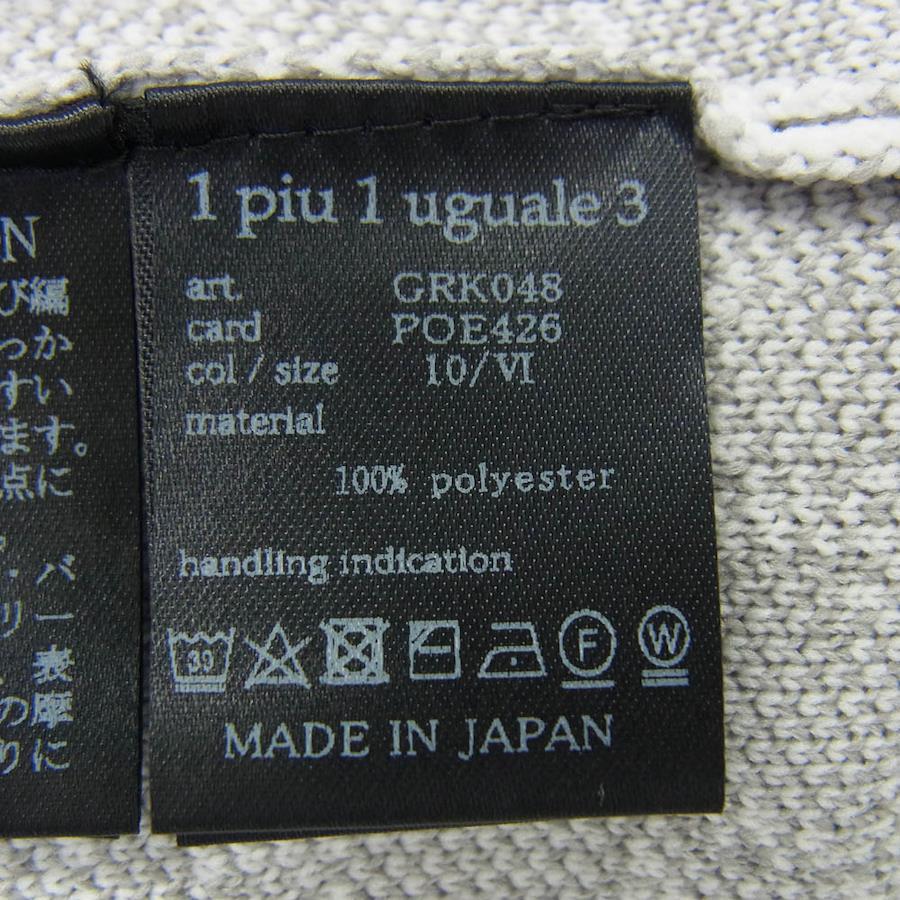 N
び編
っか
すい
ます。
点に
・バ
リー
表
の摩
りに
1 piu 1 uguale 3
art. GRK048
card POE426
col / size 10/VI
material
100% polyester
handling indication
30 F W
MADE IN JAPAN